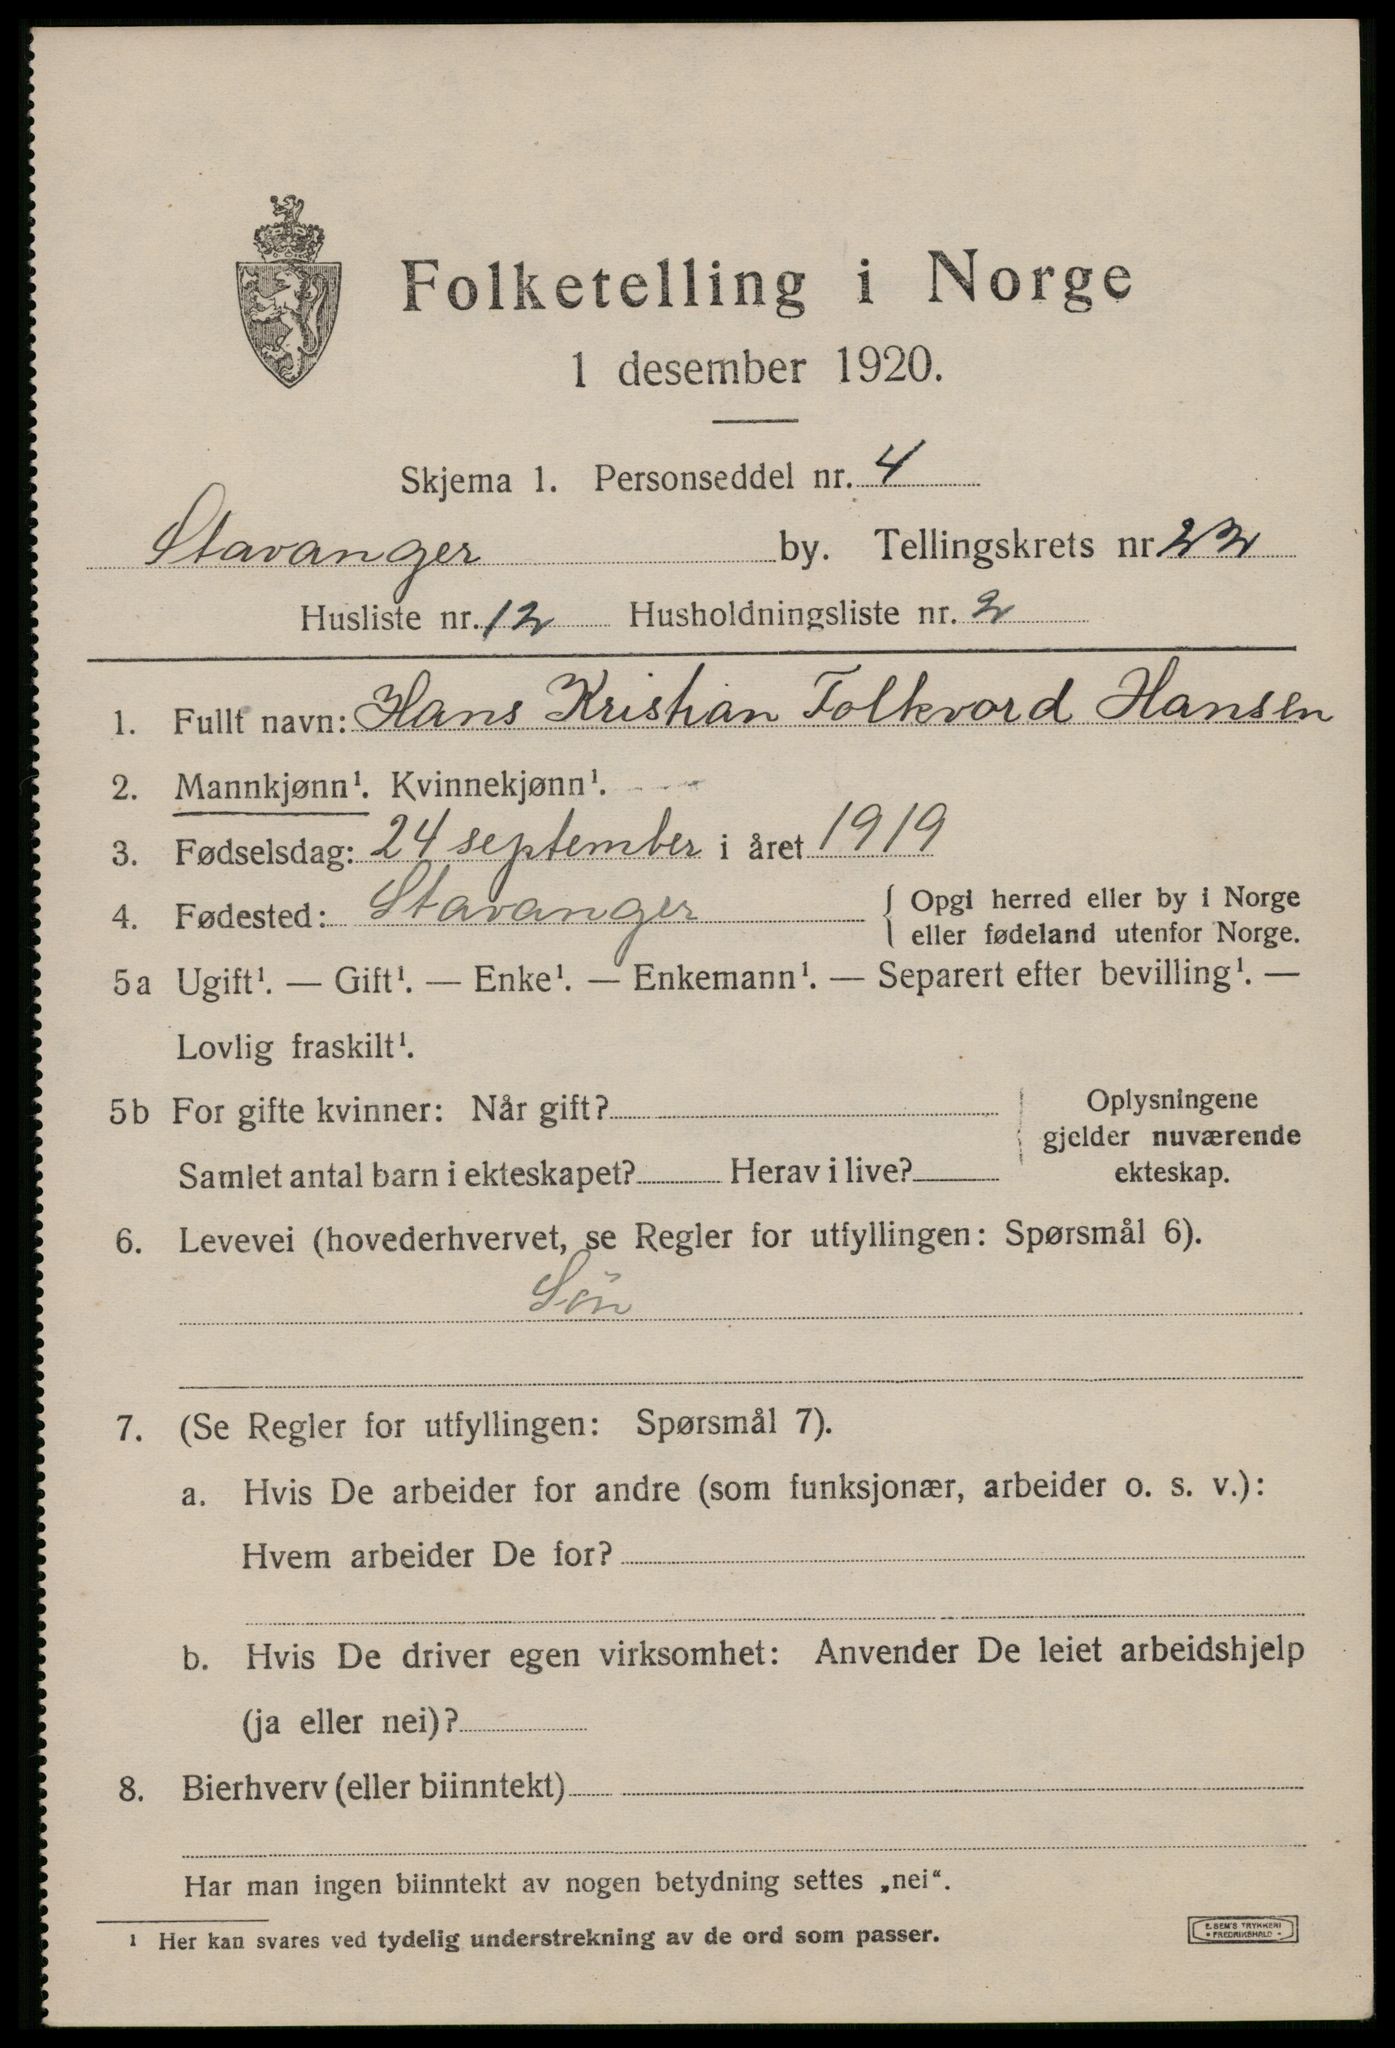 Folketelling i Norge
1 desember 1920.
Skjema 1. Personseddel nr. 4
Stavanger by. Tellingskrets nr. 22
Husliste nr. 12 Husholdningsliste nr. 2
1. Fullt navn: Hans Kristian Folkvord Hansen
2. Mannkjønn¹. Kvinnekjønn¹.
3. Fødselsdag: 24 september i året 1919
4. Fødested: Stavanger { Opgi herred eller by i Norge
eller fødeland utenfor Norge.
5a Ugift¹. — Gift¹. — Enke¹. — Enkemann¹. — Separert efter bevilling¹. —
Lovlig fraskilt¹.
5b For gifte kvinner: Når gift?
Samlet antal barn i ekteskapet? Herav i live?
Oplysningene
gjelder nuværende
ekteskap.
6. Levevei (hovederhvervet, se Regler for utfyllingen: Spørsmål 6).
Søn
7. (Se Regler for utfyllingen: Spørsmål 7).
a. Hvis De arbeider for andre (som funksjonær, arbeider o. s. v.):
Hvem arbeider De for?
b. Hvis De driver egen virksomhet: Anvender De leiet arbeidshjelp
(ja eller nei)?
8. Bierhverv (eller biinntekt)
Har man ingen biinntekt av nogen betydning settes „nei“.
¹ Her kan svares ved tydelig understrekning av de ord som passer.
E. SEM'S TRYKKERI
• FREDRIKSHALD •